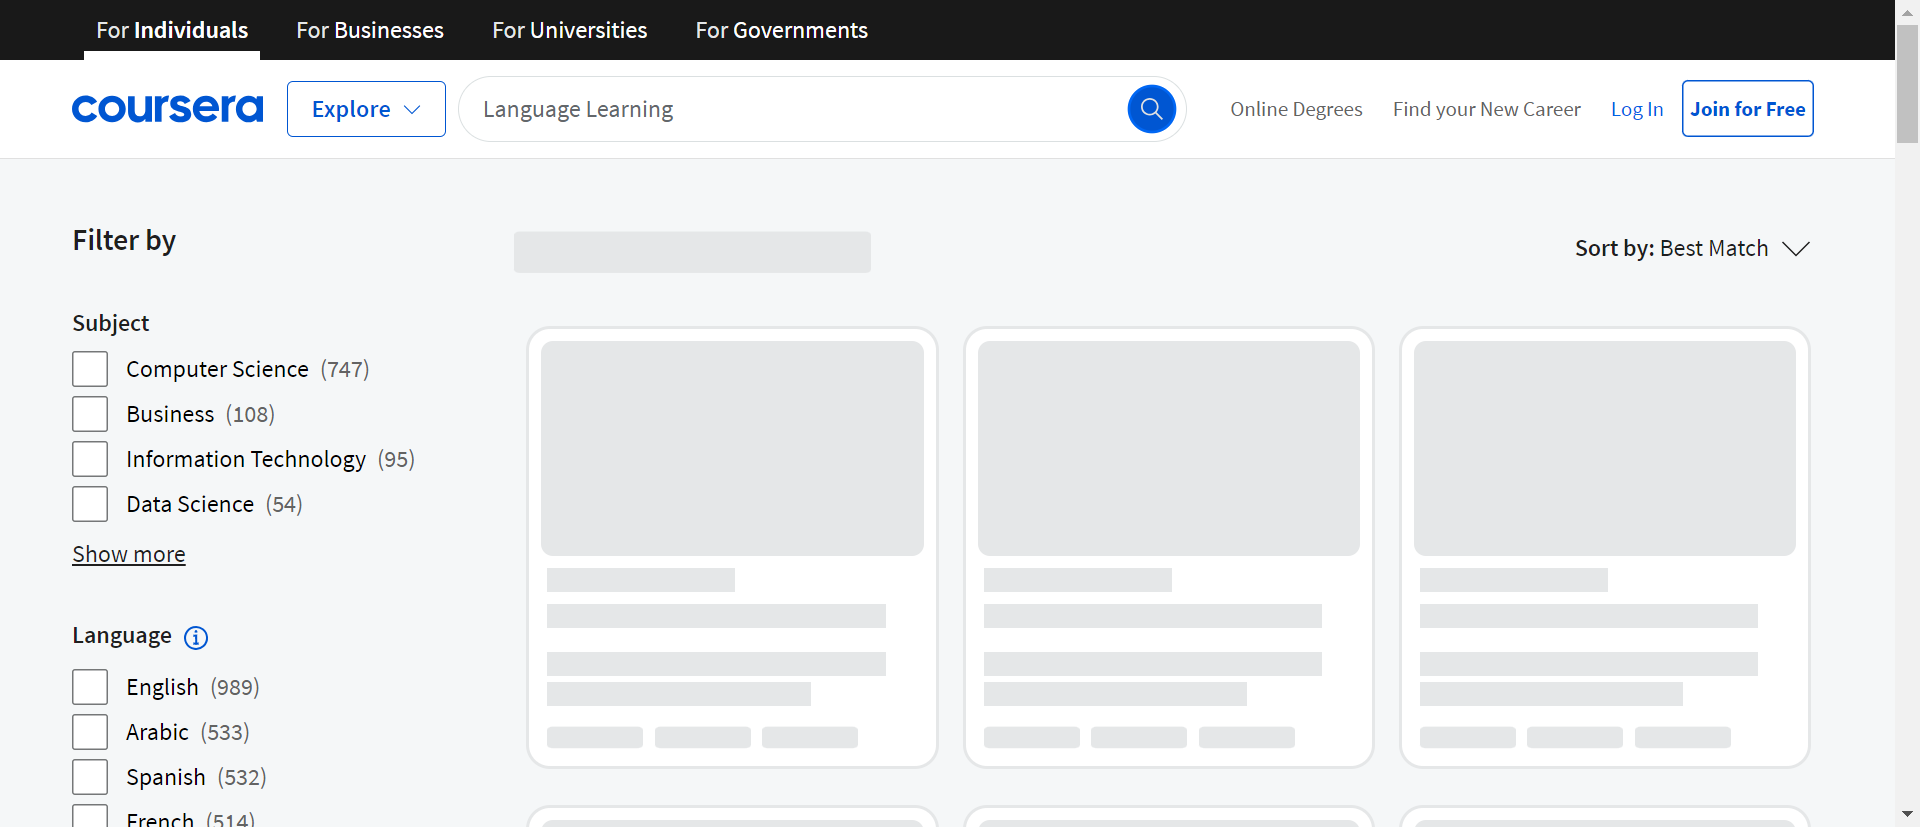 For Individuals For Businesses For Universities For Governments
coursera Explore Language Learning Online Degrees Find your New Career Log In Join for Free
Filter by
Sort by: Best Match
Subject
Computer Science (747)
Business (108)
Information Technology (95)
Data Science (54)
Show more
Language
English (989)
Arabic (533)
Spanish (532)
French (514)